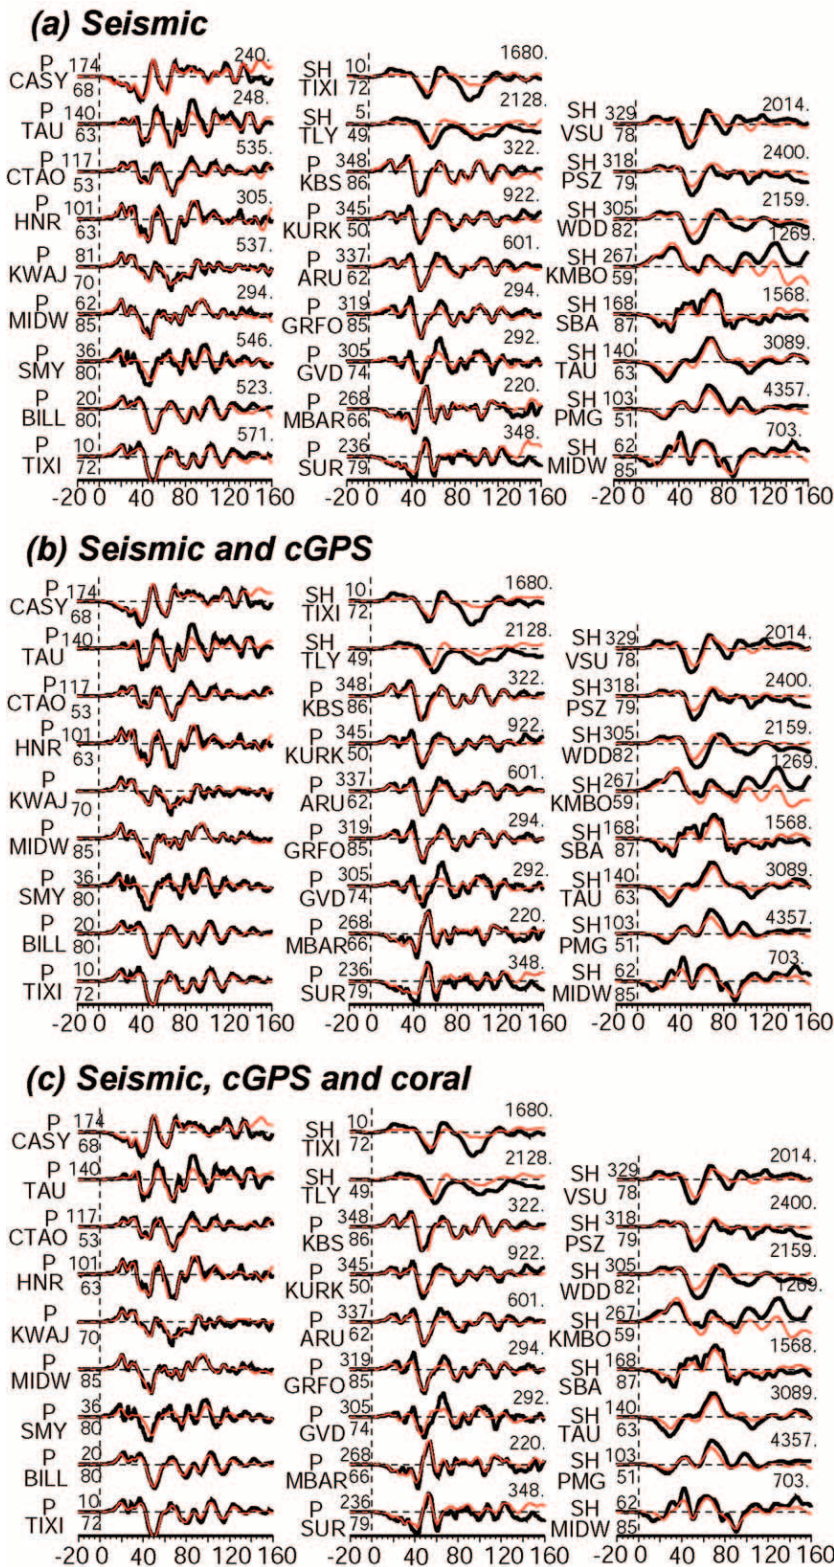 (a) Seismic
P 174 240.
CASY 68
P 140 248.
TAU 63
P 117 535.
CTAO 53
P 101 305.
HNR 63
P 81 537.
KWAJ 70
P 62 294.
MIDW 85
P 36 546.
SMY 80
P 20 523.
BILL 80
P 10 571.
TIXI 72
-20 0 40 80 120 160
SH 10 1680.
TIXI 72
SH 5 2128.
TLY 49
P 348 322.
KBS 86
P 345 922.
KURK 50
P 337 601.
ARU 62
P 319 294.
GRFO 85
P 305 292.
GVD 74
P 268 220.
MBAR 66
P 236 348.
SUR 79
-20 0 40 80 120 160
SH 329 2014.
VSU 78
SH 318 2400.
PSZ 79
SH 305 2159.
WDD 82
SH 267 1269.
KMBO 59
SH 168 1568.
SBA 87
SH 140 3089.
TAU 63
SH 103 4357.
PMG 51
SH 62 703.
MIDW 85
-20 0 40 80 120 160
(b) Seismic and cGPS
P 174
CASY 68
P 140
TAU
P 117
CTAO 53
P 101
HNR 63
P
KWAJ 70
P
MIDW 85
P 36
SMY 80
P 20
BILL 80
P 10
TIXI 72
-20 0 40 80 120 160
SH 10 1680.
TIXI 72
SH 2128.
TLY 49
P 348 322.
KBS 86
P 345 922.
KURK 50
P 337 601.
ARU 62
P 319 294.
GRFO 85
P 305 292.
GVD 74
P 268 220.
MBAR 66
P 236 348.
SUR 79
-20 0 40 80 120 160
SH 329 2014.
VSU 78
SH 318 2400.
PSZ 79
SH 305 2159.
WDD 82
SH 267 1269.
KMBO 59
SH 168 1568.
SBA 87
SH 140 3089.
TAU 63
SH 103 4357.
PMG 51
SH 62 703.
MIDW 85
-20 0 40 80 120 160
(c) Seismic, cGPS and coral
P 174
CASY 68
P 140
TAU
P 117
CTAO 53
P 101
HNR 63
P
KWAJ 70
P
MIDW 85
P 36
SMY 80
P 20
BILL 80
P 10
TIXI 72
-20 0 40 80 120 160
SH 10 1680.
TIXI 72
SH 2128.
TLY 49
P 348 322.
KBS 86
P 345 922.
KURK 50
P 337 601.
ARU 62
P 319 294.
GRFO 85
P 305 292.
GVD 74
P 268 220.
MBAR 66
P 236 348.
SUR 79
-20 0 40 80 120 160
SH 329 2014.
VSU 78
SH 318 2400.
PSZ 79
SH 305 2159.
WDD 82
SH 267 1269.
KMBO 59
SH 168 1568.
SBA 87
SH 140 3089.
TAU 63
SH 103 4357.
PMG 51
SH 62 703.
MIDW 85
-20 0 40 80 120 160